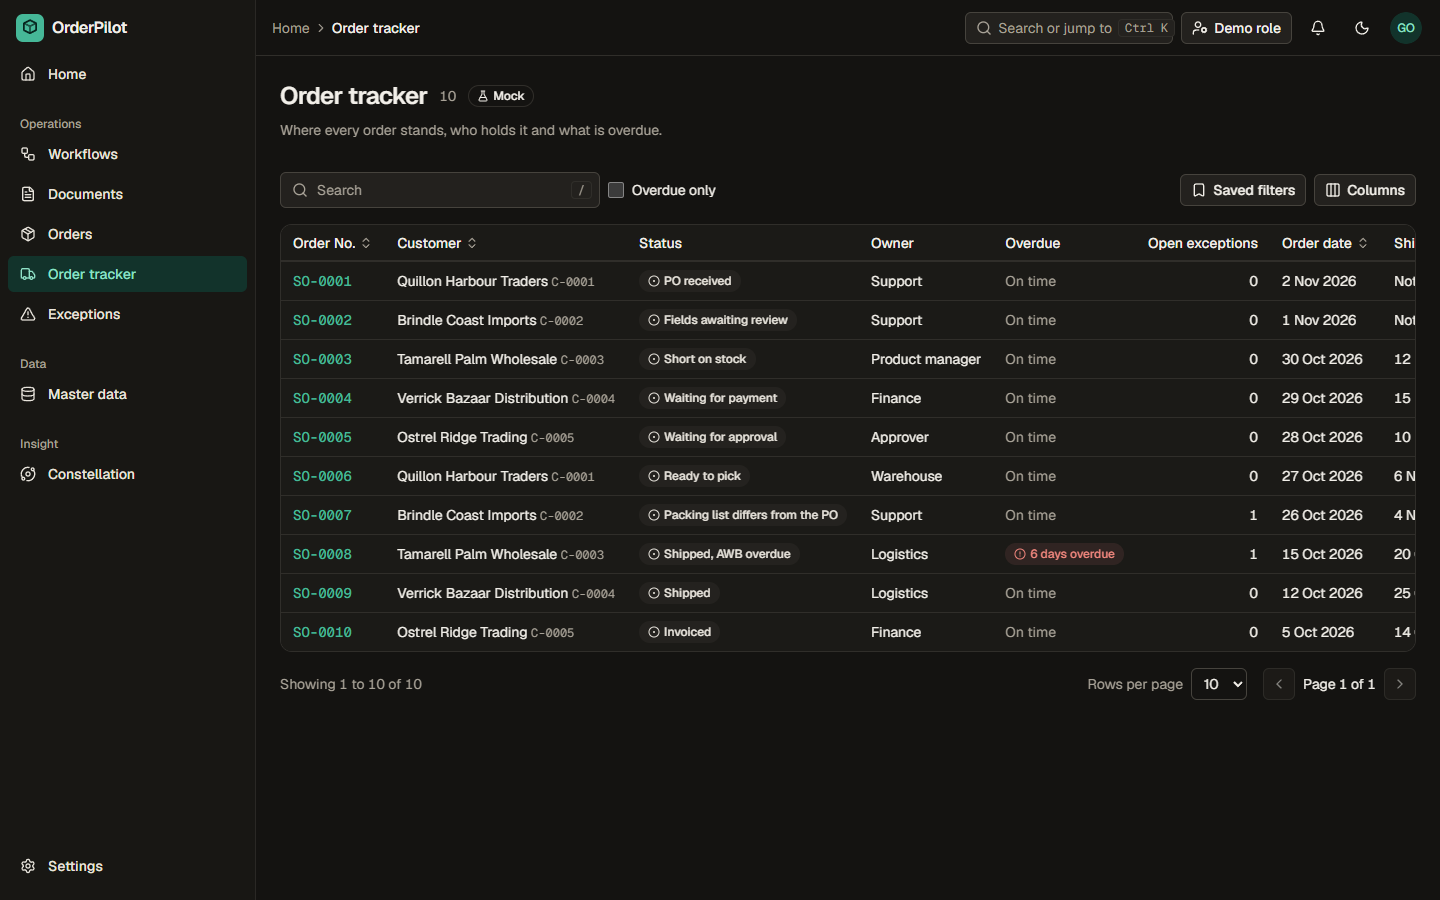 OrderPilot
Home
Operations
Workflows
Documents
Orders
Order tracker
Exceptions
Data
Master data
Insight
Constellation
Settings
Home > Order tracker
Search or jump to Ctrl K
Demo role
GO
Order tracker 10 Mock
Where every order stands, who holds it and what is overdue.
Search /
Overdue only
Saved filters
Columns
Order No. Customer Status Owner Overdue Open exceptions Order date Shi
SO-0001 Quillon Harbour Traders C-0001 PO received Support On time 0 2 Nov 2026 Not
SO-0002 Brindle Coast Imports C-0002 Fields awaiting review Support On time 0 1 Nov 2026 Not
SO-0003 Tamarell Palm Wholesale C-0003 Short on stock Product manager On time 0 30 Oct 2026 12
SO-0004 Verrick Bazaar Distribution C-0004 Waiting for payment Finance On time 0 29 Oct 2026 15
SO-0005 Ostrel Ridge Trading C-0005 Waiting for approval Approver On time 0 28 Oct 2026 10
SO-0006 Quillon Harbour Traders C-0001 Ready to pick Warehouse On time 0 27 Oct 2026 6 N
SO-0007 Brindle Coast Imports C-0002 Packing list differs from the PO Support On time 1 26 Oct 2026 4 N
SO-0008 Tamarell Palm Wholesale C-0003 Shipped, AWB overdue Logistics 6 days overdue 1 15 Oct 2026 20
SO-0009 Verrick Bazaar Distribution C-0004 Shipped Logistics On time 0 12 Oct 2026 25
SO-0010 Ostrel Ridge Trading C-0005 Invoiced Finance On time 0 5 Oct 2026 14
Showing 1 to 10 of 10
Rows per page 10
Page 1 of 1